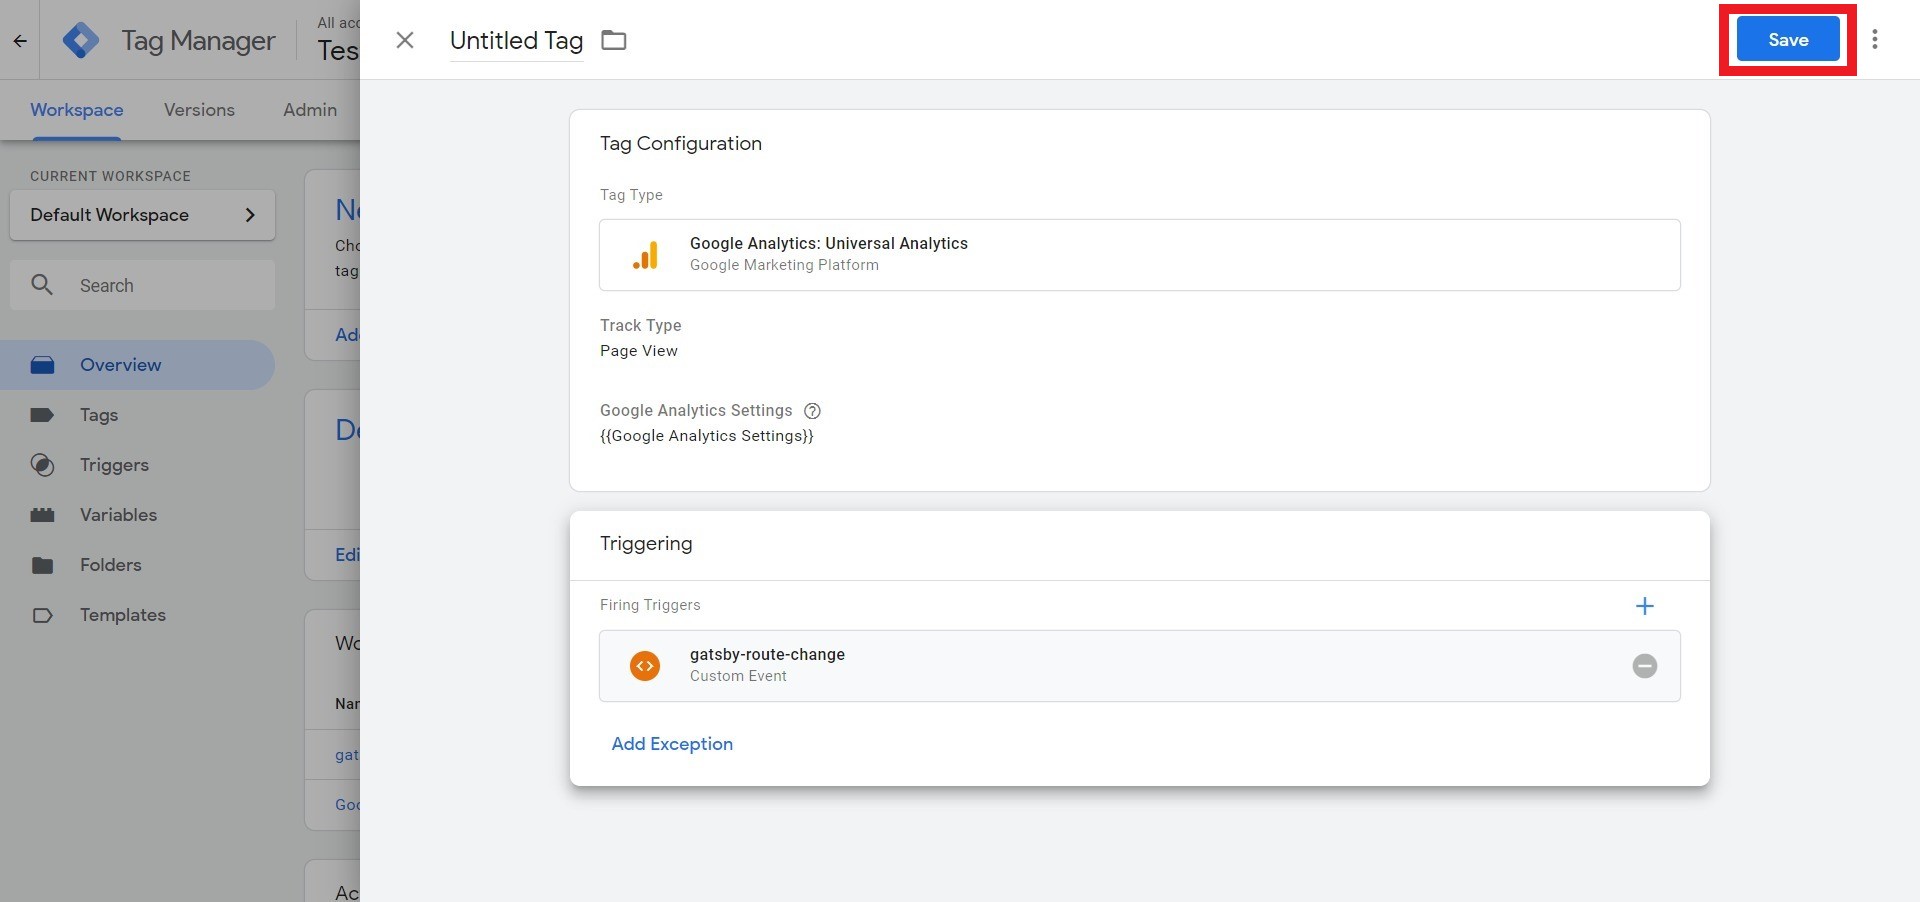 Tag Manager
All acc
Tes
Untitled Tag
Save
Workspace
Versions
Admin
CURRENT WORKSPACE
Default Workspace
Search
Overview
Tags
Triggers
Variables
Folders
Templates
Ne
Cho
tag
Add
De
Edi
Wo
Nam
gat
Goo
Ac
Tag Configuration
Tag Type
Google Analytics: Universal Analytics
Google Marketing Platform
Track Type
Page View
Google Analytics Settings
{{Google Analytics Settings}}
Triggering
Firing Triggers
gatsby-route-change
Custom Event
Add Exception